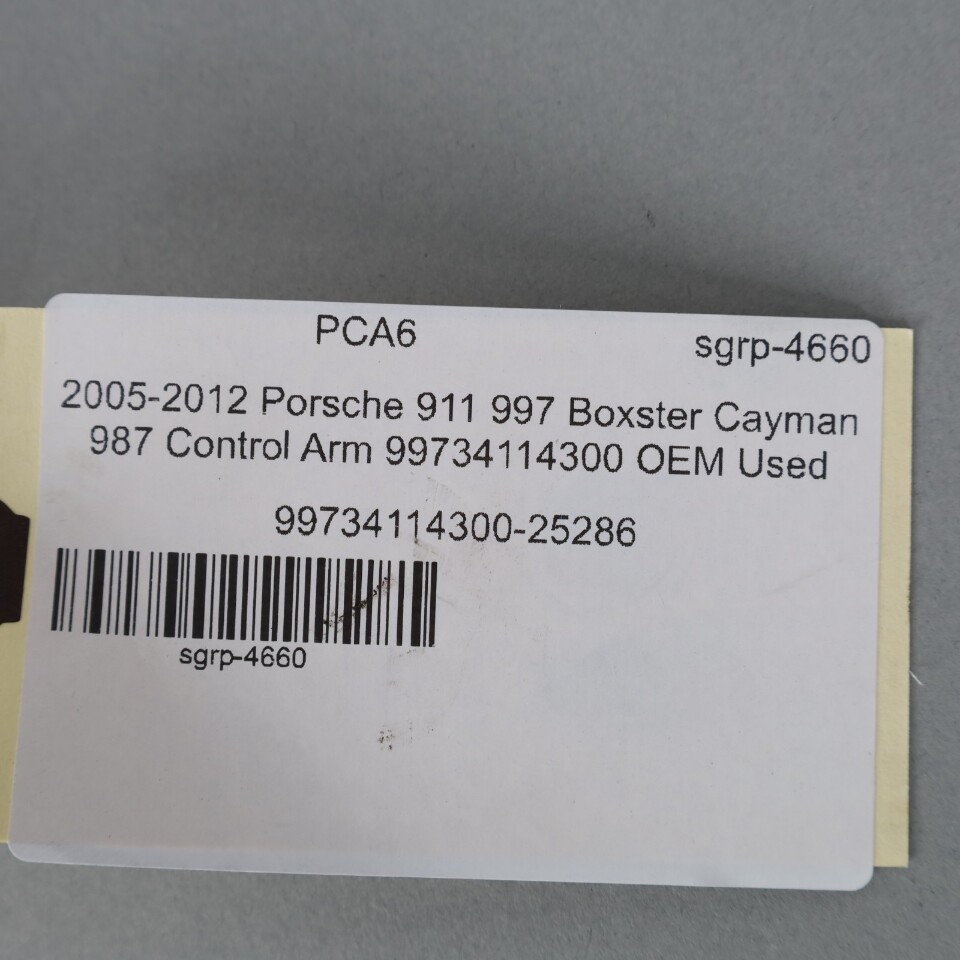 PCA6
sgrp-4660
2005-2012 Porsche 911 997 Boxster Cayman
987 Control Arm 99734114300 OEM Used
99734114300-25286
sgrp-4660